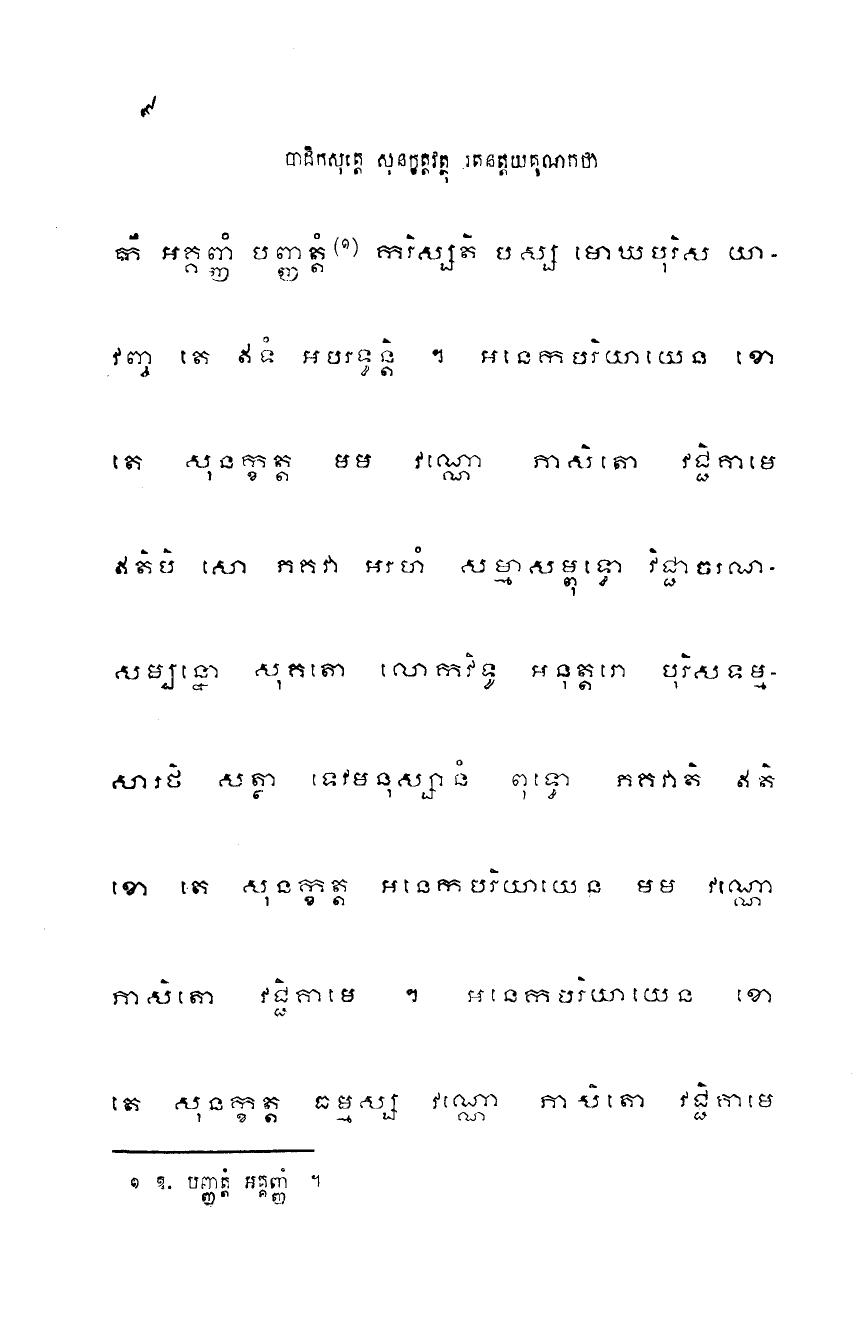 ៩
បាដិកសុត្តេ សុនក្ខត្តវត្ថុ រតនត្តយគុណកថា
កឹ អគ្គញ្ញំ បញ្ញត្តំ(១) ករិស្សតិ បស្ស មោឃបុរិស យា-
វញ្ច តេ ឥទំ អបរទ្ធន្តិ ។ អនេកបរិយាយេន ខោ
តេ សុនក្ខត្ត មម វណ្ណោ ភាសិតោ វជ្ជិគាមេ
ឥតិបិ សោ ភគវា អរហំ សម្មាសម្ពុទ្ធោ វិជ្ជាចរណ-
សម្បន្នោ សុគតោ លោកវិទូ អនុត្តរោ បុរិសទម្ម-
សារថិ សត្ថា ទេវមនុស្សានំ ពុទ្ធោ ភគវាតិ ឥតិ
ខោ តេ សុនក្ខត្ត អនេកបរិយាយេន មម វណ្ណោ
ភាសិតោ វជ្ជិគាមេ ។ អនេកបរិយាយេន ខោ
តេ សុនក្ខត្ត ធម្មស្ស វណ្ណោ ភាសិតោ វជ្ជិគាមេ
១ ឱ. បញ្ញត្តំ អគ្គញ្ញំ ។